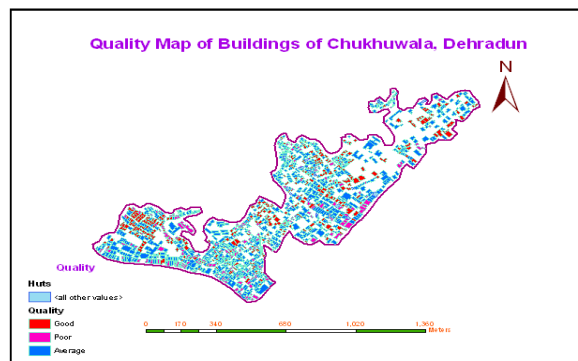 Quality Map of Buildings of Chukhuwala, Dehradun
N
Quality
Huts
<all other values>
Quality
Good
Poor
Average
0 170 340 680 1,020 1,360
Meters